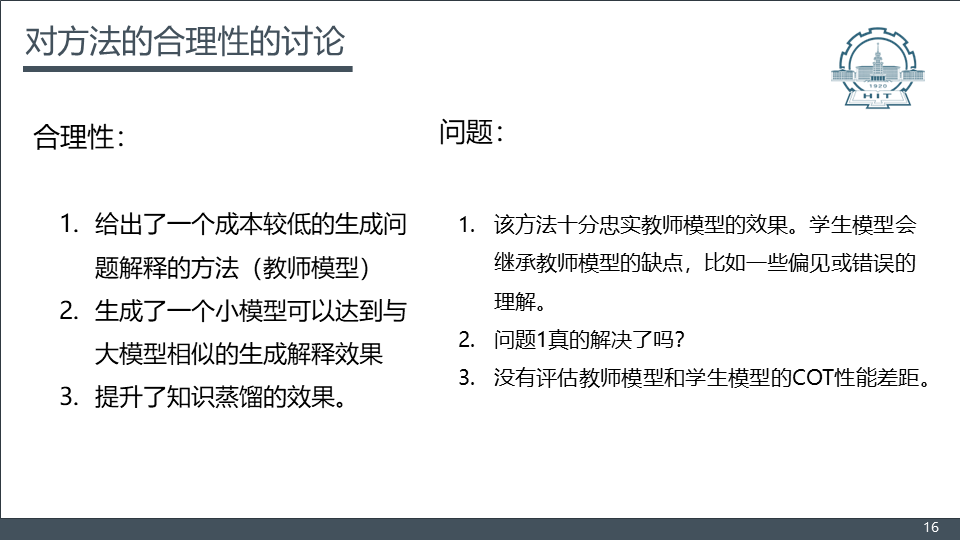 对方法的合理性的讨论
1920
HIT
合理性：
1. 给出了一个成本较低的生成问
题解释的方法（教师模型）
2. 生成了一个小模型可以达到与
大模型相似的生成解释效果
3. 提升了知识蒸馏的效果。
问题：
1. 该方法十分忠实教师模型的效果。学生模型会
继承教师模型的缺点，比如一些偏见或错误的
理解。
2. 问题1真的解决了吗？
3. 没有评估教师模型和学生模型的COT性能差距。
16